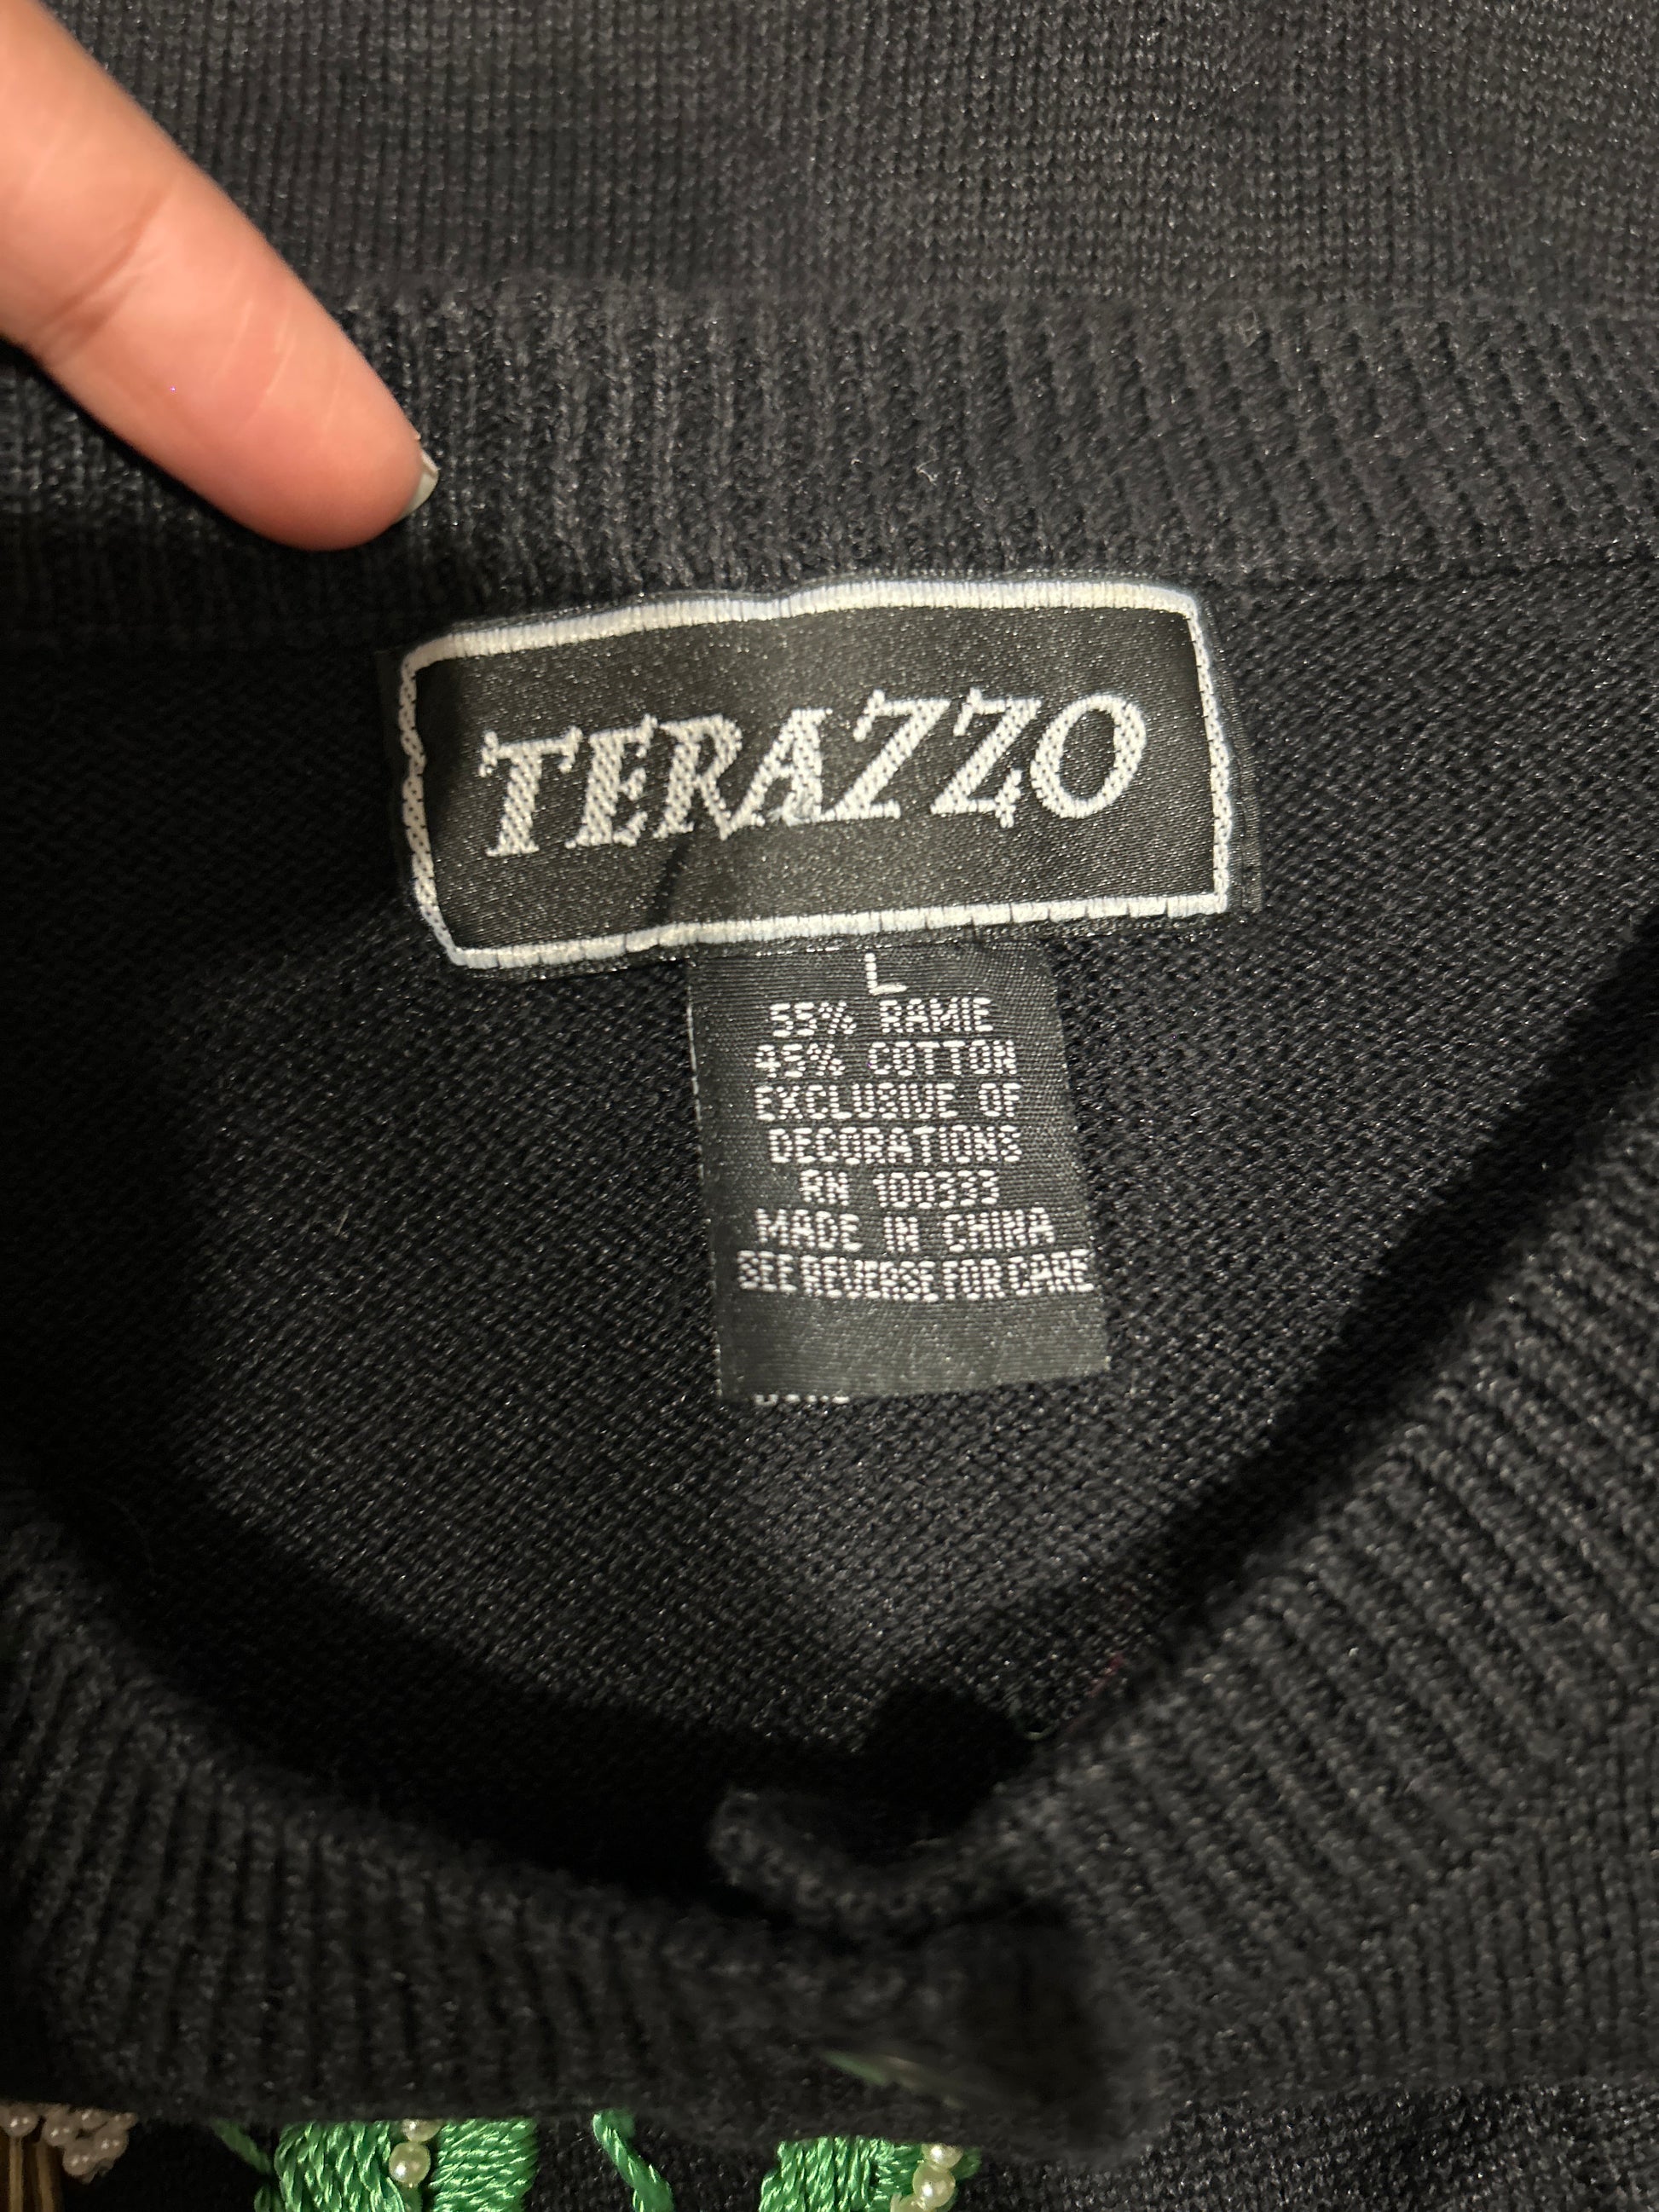 TERAZZO
L
55% RAMIE
45% COTTON
EXCLUSIVE OF
DECORATIONS
RN 100333
MADE IN CHINA
SEE REVERSE FOR CARE